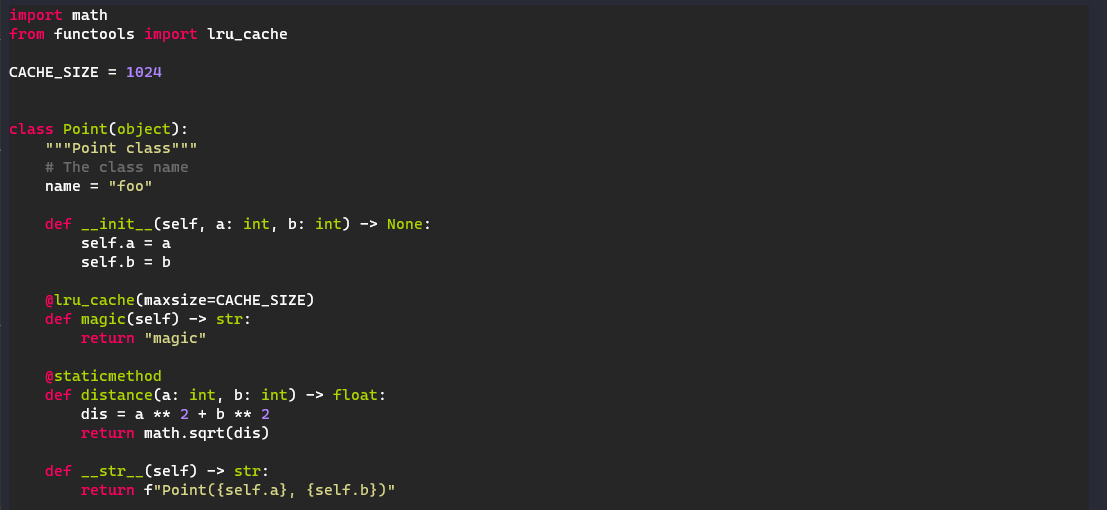 import math
from functools import lru_cache
CACHE_SIZE = 1024
class Point(object):
    """Point class"""
    # The class name
    name = "foo"
    def __init__(self, a: int, b: int) -> None:
        self.a = a
        self.b = b
    @lru_cache(maxsize=CACHE_SIZE)
    def magic(self) -> str:
        return "magic"
    @staticmethod
    def distance(a: int, b: int) -> float:
        dis = a ** 2 + b ** 2
        return math.sqrt(dis)
    def __str__(self) -> str:
        return f"Point({self.a}, {self.b})"